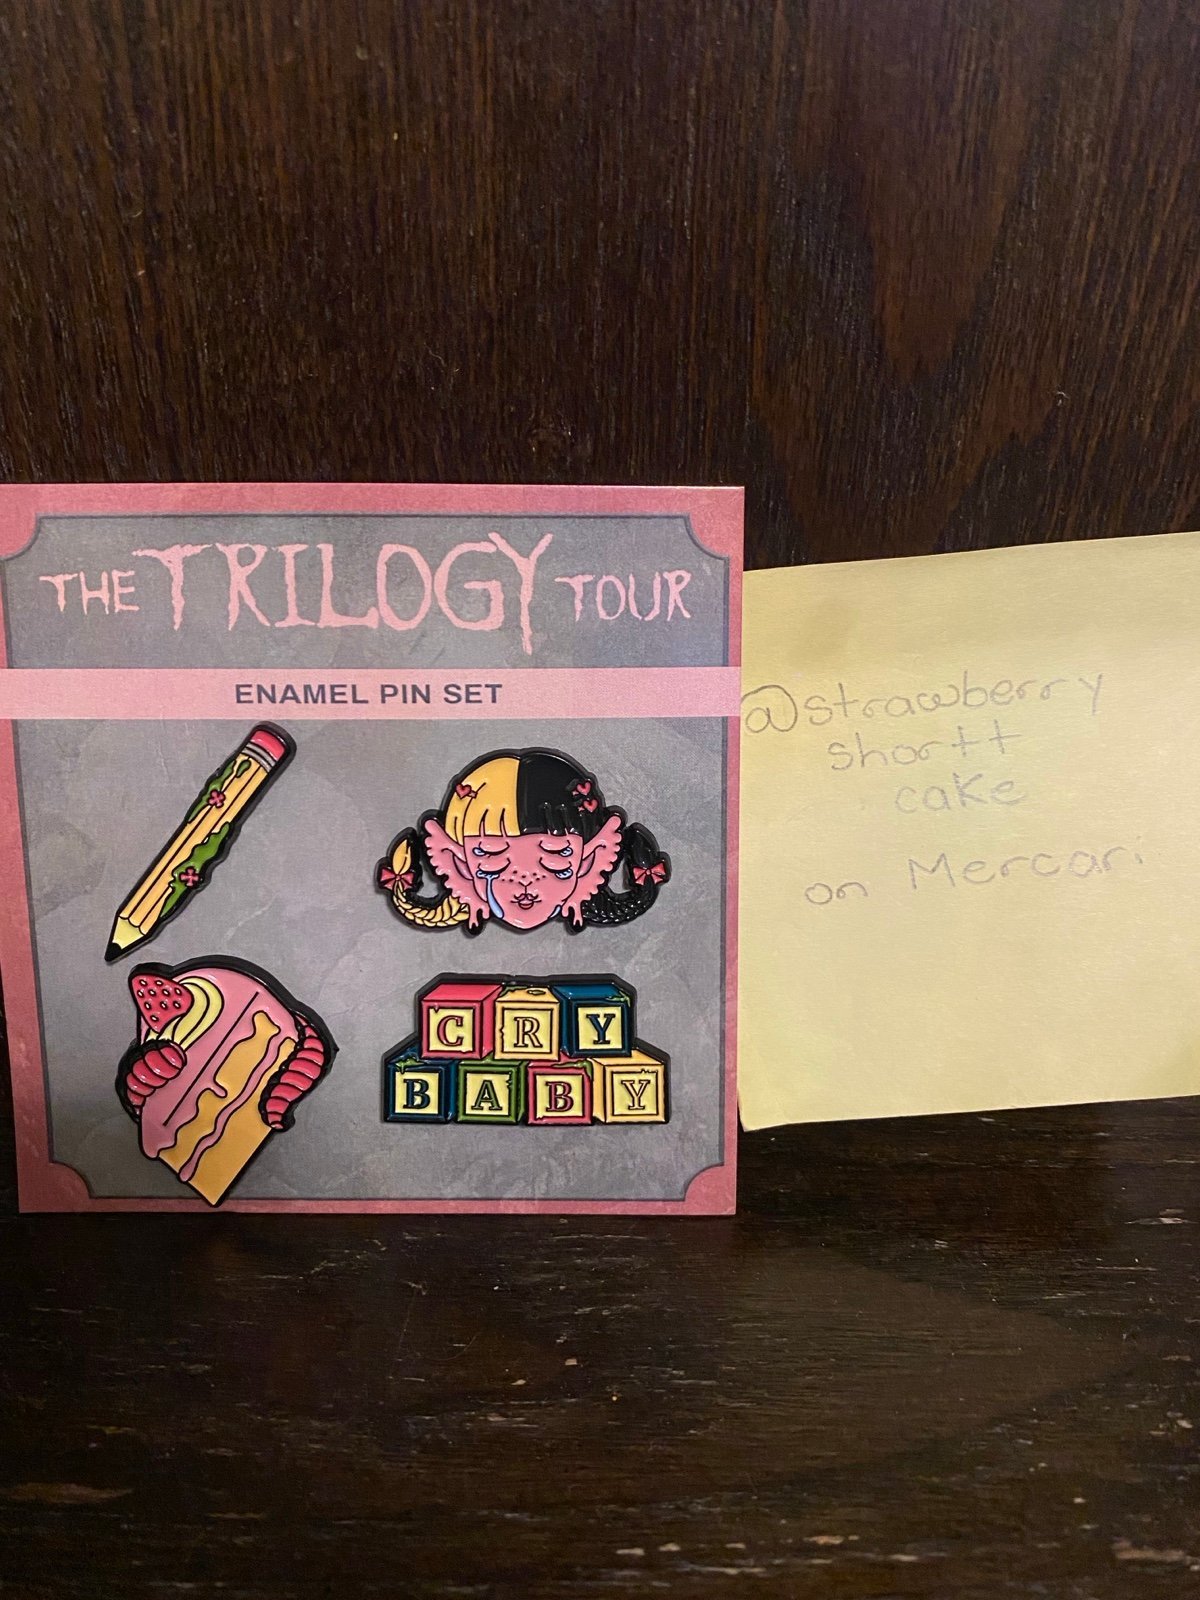 THE TRILOGY TOUR
ENAMEL PIN SET
CRY
BABY
@strawberry
shortt
cake
on Mercari